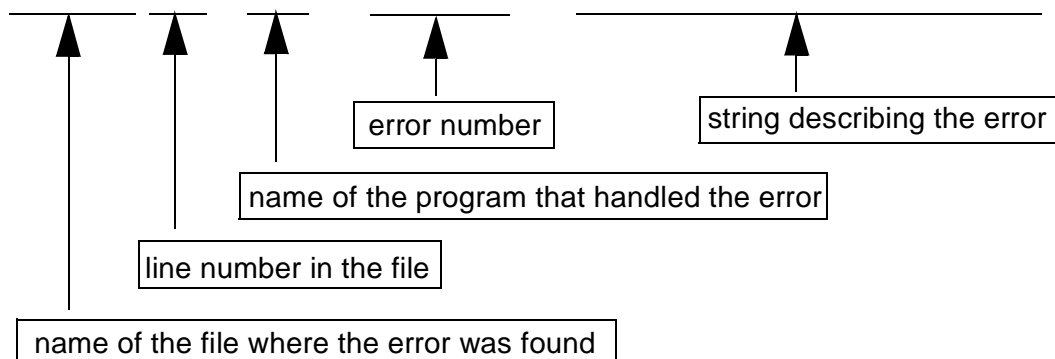 error number
string describing the error
name of the program that handled the error
line number in the file
name of the file where the error was found